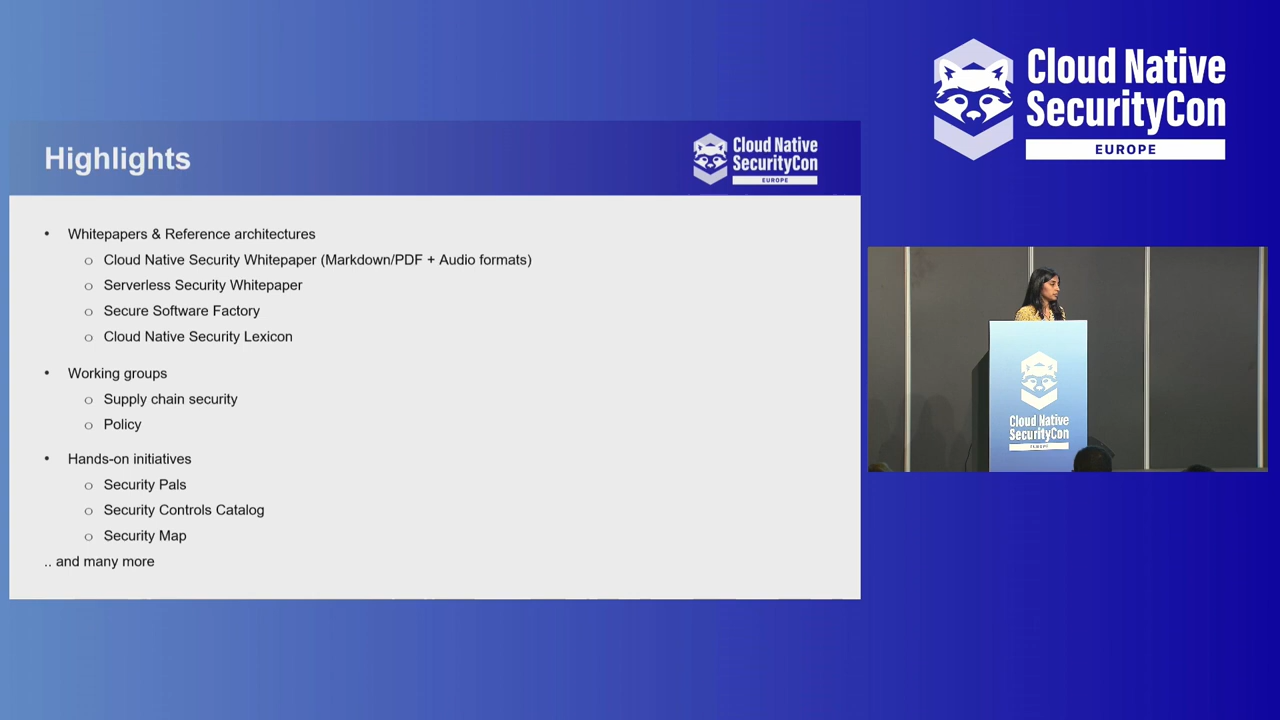 Cloud Native
SecurityCon
EUROPE
Highlights
Cloud Native
SecurityCon
EUROPE
• Whitepapers & Reference architectures
o Cloud Native Security Whitepaper (Markdown/PDF + Audio formats)
o Serverless Security Whitepaper
o Secure Software Factory
o Cloud Native Security Lexicon
• Working groups
o Supply chain security
o Policy
• Hands-on initiatives
o Security Pals
o Security Controls Catalog
o Security Map
.. and many more
Cloud Native
SecurityCon
EUROPE